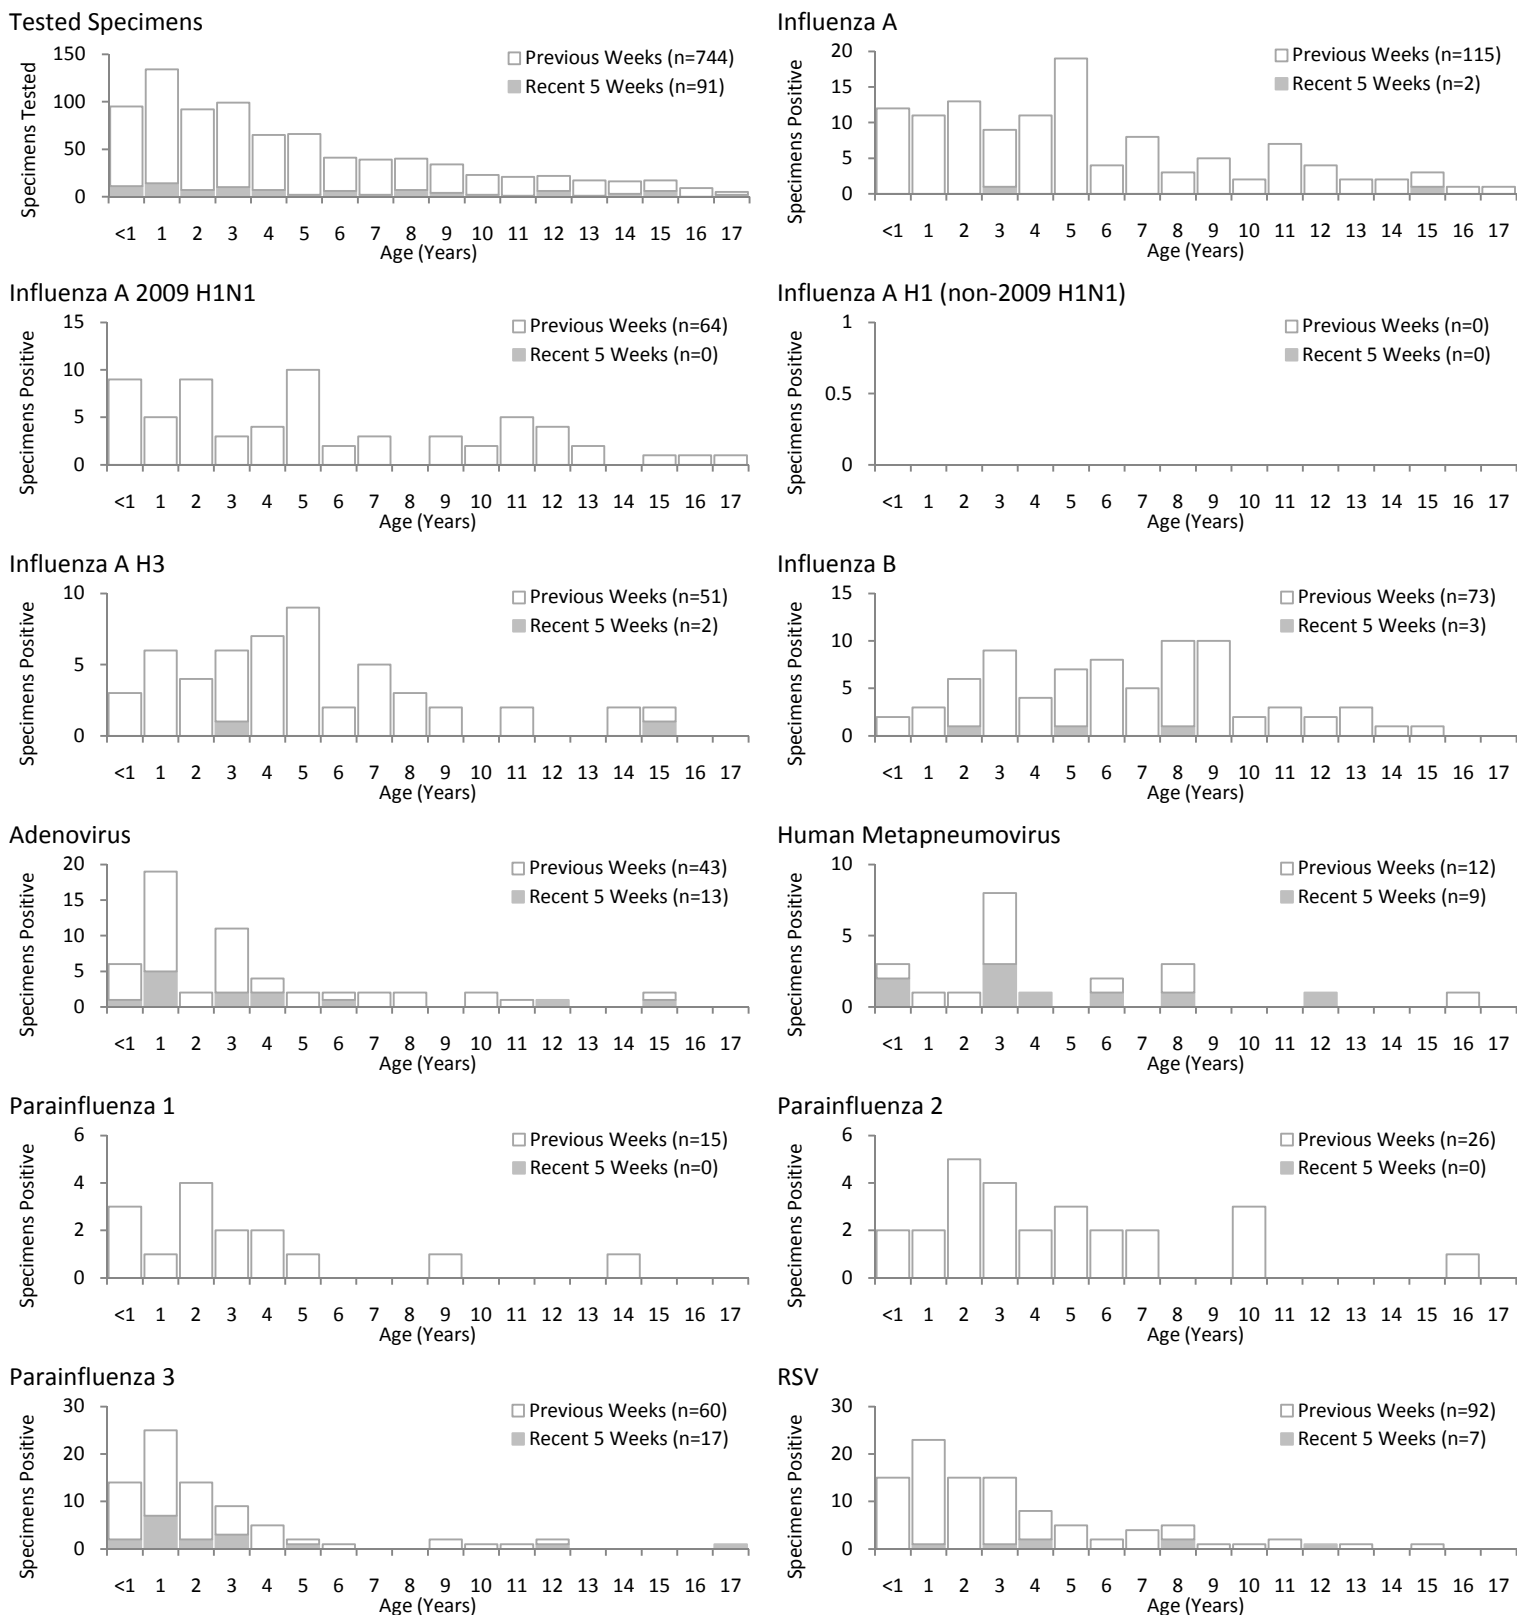 Tested Specimens
Specimens Tested
150
100
50
0
Previous Weeks (n=744)
Recent 5 Weeks (n=91)
<1 1 2 3 4 5 6 7 8 9 10 11 12 13 14 15 16 17
Age (Years)
Influenza A
Specimens Positive
20
15
10
5
0
Previous Weeks (n=115)
Recent 5 Weeks (n=2)
<1 1 2 3 4 5 6 7 8 9 10 11 12 13 14 15 16 17
Age (Years)
Influenza A 2009 H1N1
Specimens Positive
15
10
5
0
Previous Weeks (n=64)
Recent 5 Weeks (n=0)
<1 1 2 3 4 5 6 7 8 9 10 11 12 13 14 15 16 17
Age (Years)
Influenza A H1 (non-2009 H1N1)
Specimens Positive
1
0.5
0
Previous Weeks (n=0)
Recent 5 Weeks (n=0)
<1 1 2 3 4 5 6 7 8 9 10 11 12 13 14 15 16 17
Age (Years)
Influenza A H3
Specimens Positive
10
5
0
Previous Weeks (n=51)
Recent 5 Weeks (n=2)
<1 1 2 3 4 5 6 7 8 9 10 11 12 13 14 15 16 17
Age (Years)
Influenza B
Specimens Positive
15
10
5
0
Previous Weeks (n=73)
Recent 5 Weeks (n=3)
<1 1 2 3 4 5 6 7 8 9 10 11 12 13 14 15 16 17
Age (Years)
Adenovirus
Specimens Positive
20
15
10
5
0
Previous Weeks (n=43)
Recent 5 Weeks (n=13)
<1 1 2 3 4 5 6 7 8 9 10 11 12 13 14 15 16 17
Age (Years)
Human Metapneumovirus
Specimens Positive
10
5
0
Previous Weeks (n=12)
Recent 5 Weeks (n=9)
<1 1 2 3 4 5 6 7 8 9 10 11 12 13 14 15 16 17
Age (Years)
Parainfluenza 1
Specimens Positive
6
4
2
0
Previous Weeks (n=15)
Recent 5 Weeks (n=0)
<1 1 2 3 4 5 6 7 8 9 10 11 12 13 14 15 16 17
Age (Years)
Parainfluenza 2
Specimens Positive
6
4
2
0
Previous Weeks (n=26)
Recent 5 Weeks (n=0)
<1 1 2 3 4 5 6 7 8 9 10 11 12 13 14 15 16 17
Age (Years)
Parainfluenza 3
Specimens Positive
30
20
10
0
Previous Weeks (n=60)
Recent 5 Weeks (n=17)
<1 1 2 3 4 5 6 7 8 9 10 11 12 13 14 15 16 17
Age (Years)
RSV
Specimens Positive
30
20
10
0
Previous Weeks (n=92)
Recent 5 Weeks (n=7)
<1 1 2 3 4 5 6 7 8 9 10 11 12 13 14 15 16 17
Age (Years)